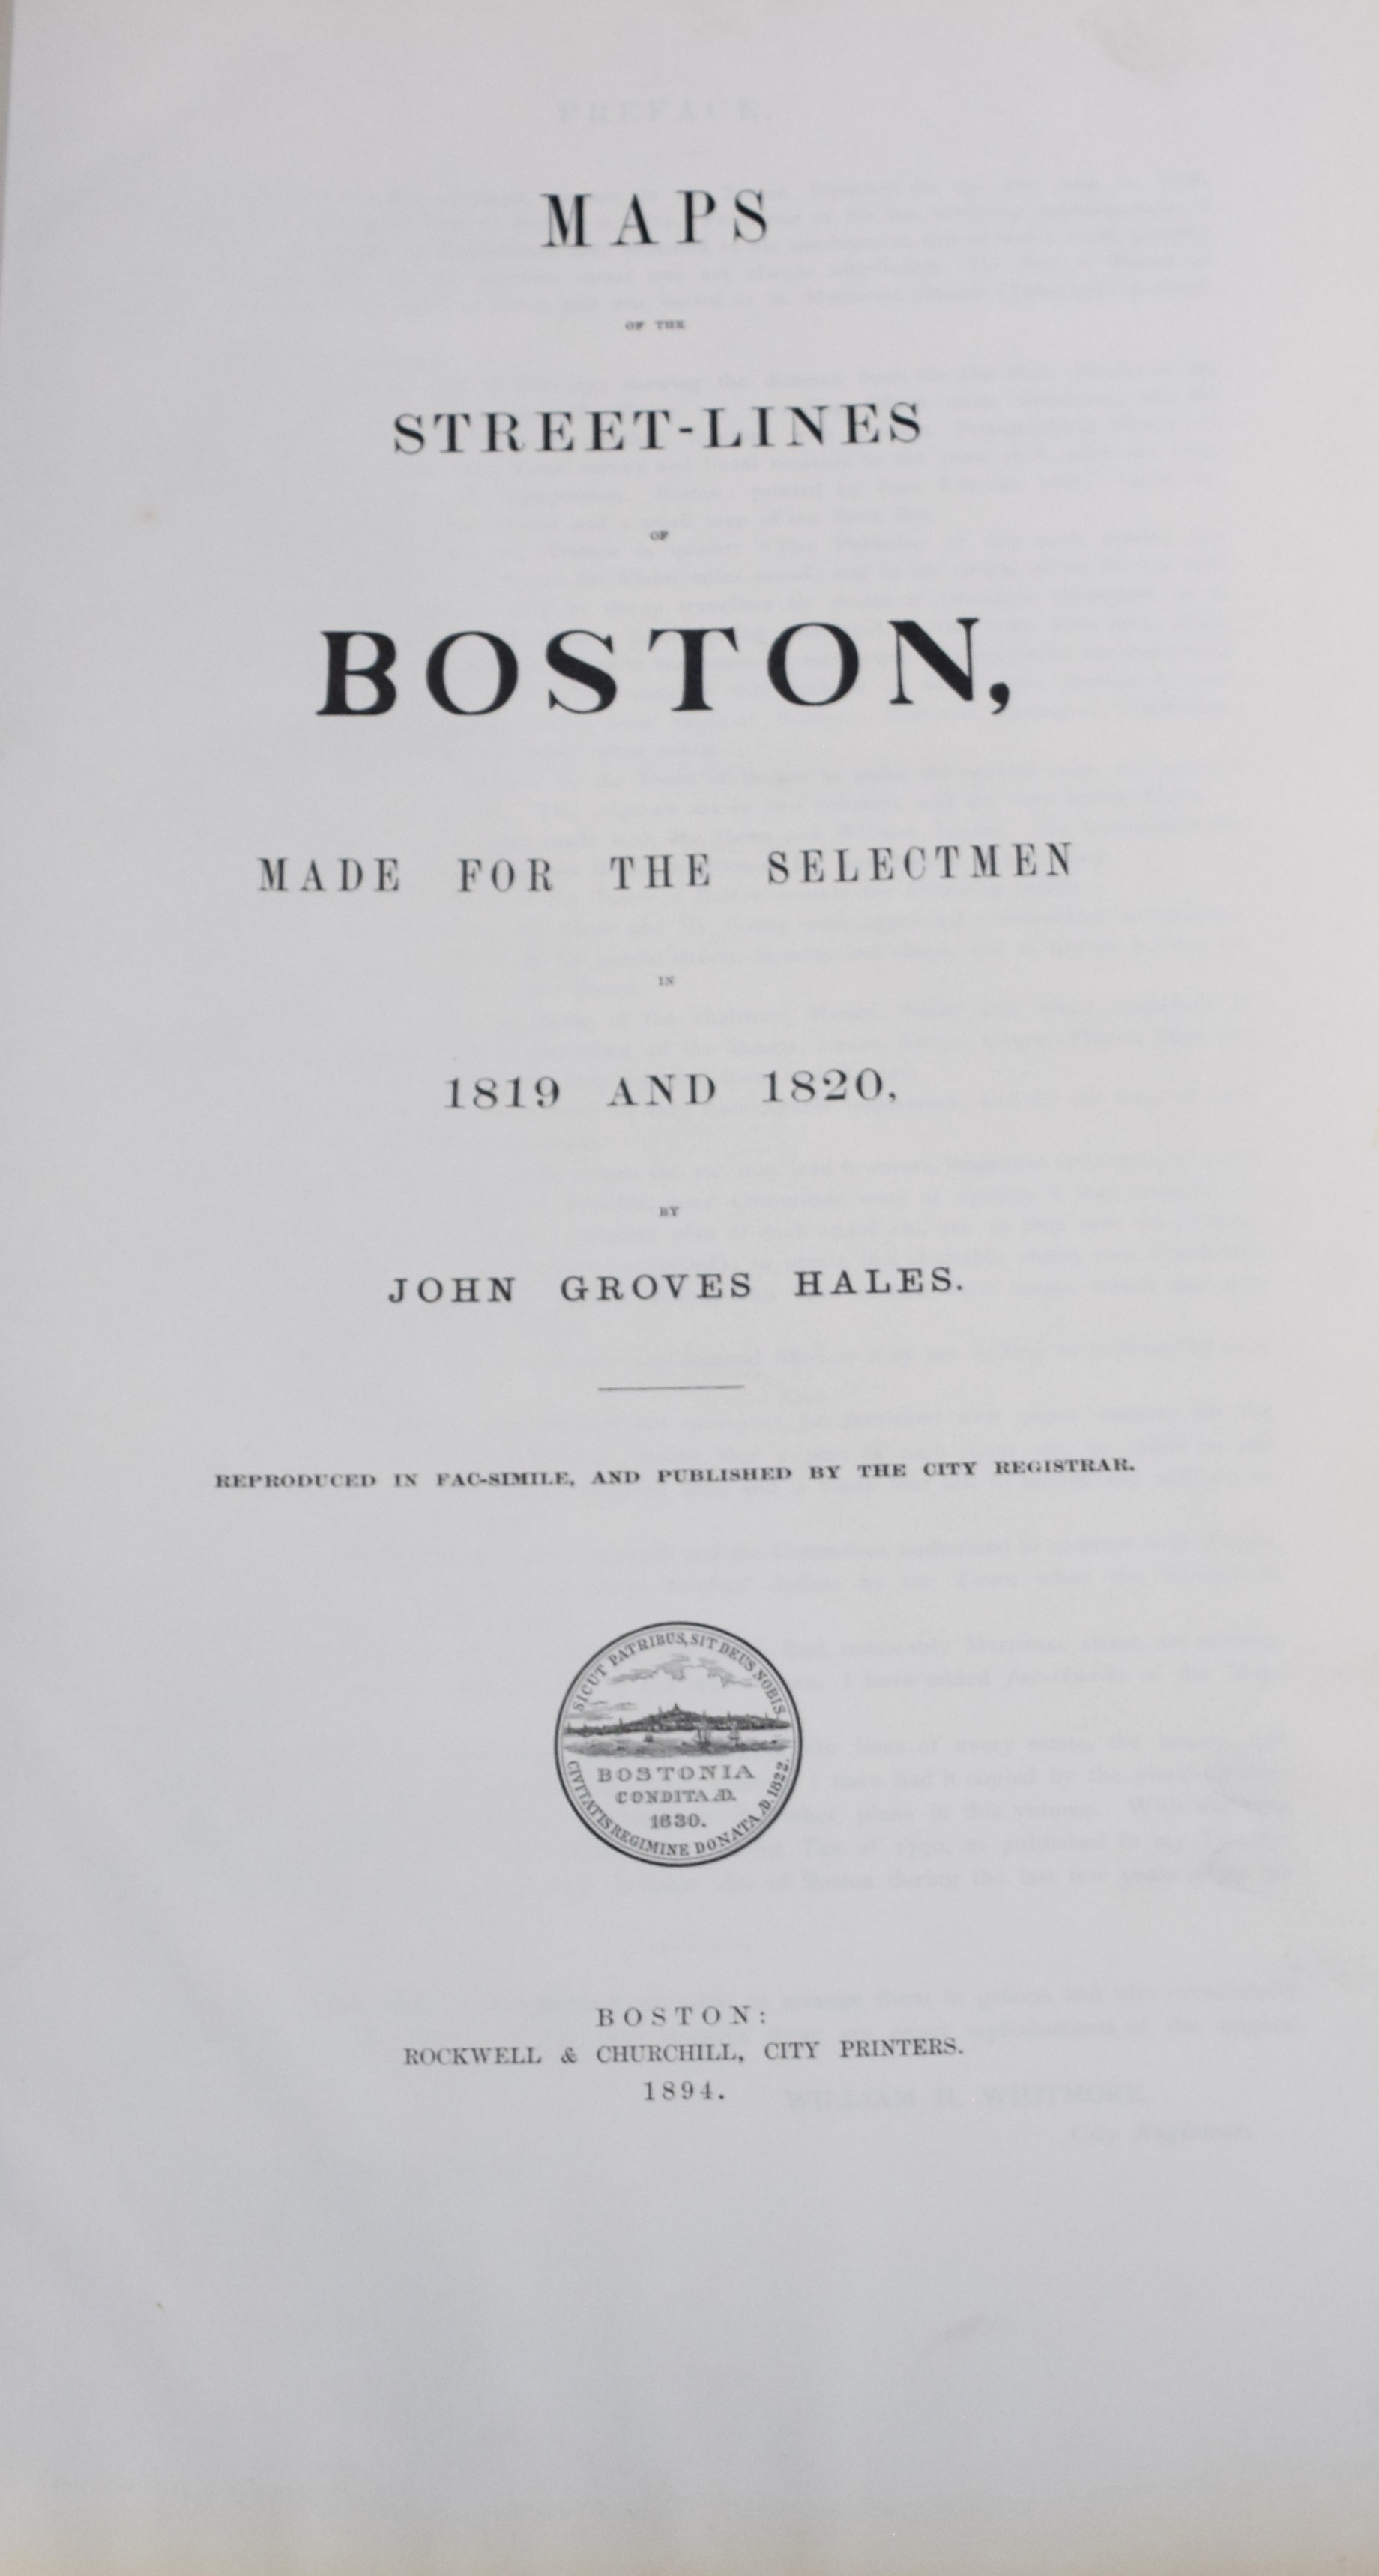 MAPS
OF THE
STREET-LINES
OF
BOSTON,
MADE FOR THE SELECTMEN
IN
1819 AND 1820,
BY
JOHN GROVES HALES.
REPRODUCED IN FAC-SIMILE, AND PUBLISHED BY THE CITY REGISTRAR.
SICUT PATRIBUS, SIT DEUS NOBIS.
BOSTONIA
CONDITA AD.
1630.
CIVITATIS REGIMINE DONATA AD. 1822.
BOSTON:
ROCKWELL & CHURCHILL, CITY PRINTERS.
1894.